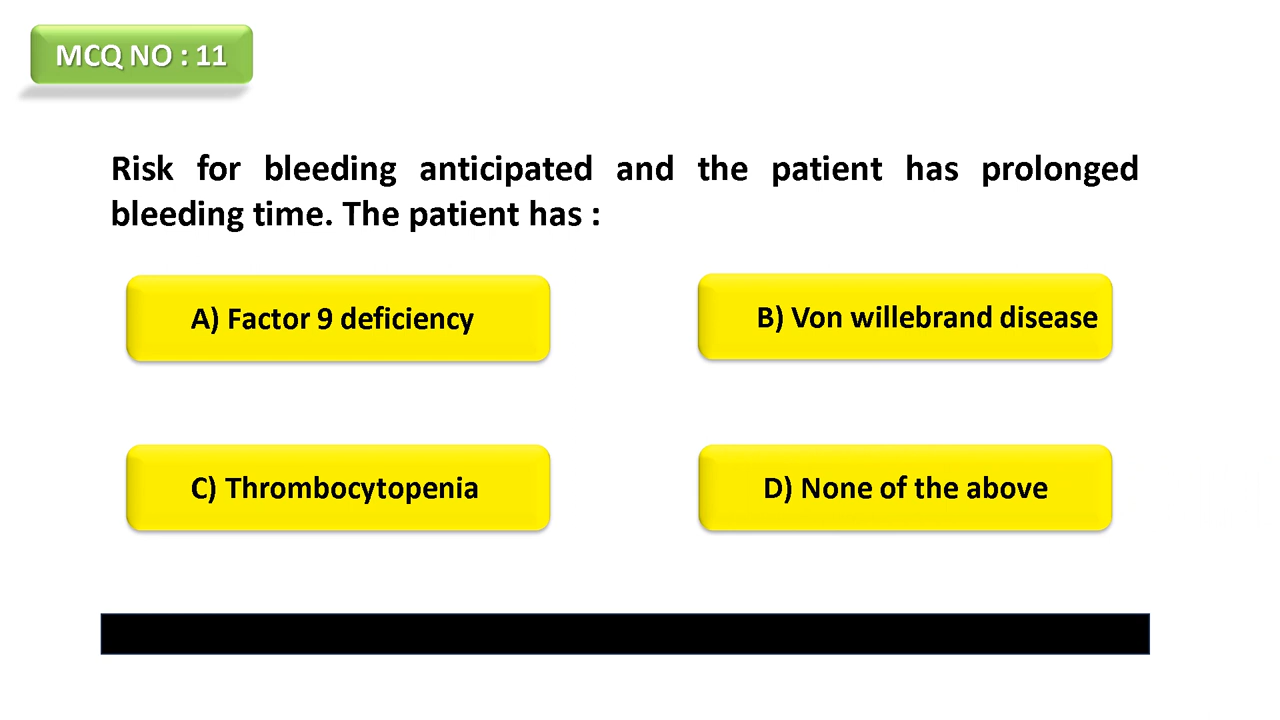 MCQ NO : 11
Risk for bleeding anticipated and the patient has prolonged
bleeding time. The patient has :
A) Factor 9 deficiency
B) Von willebrand disease
C) Thrombocytopenia
D) None of the above